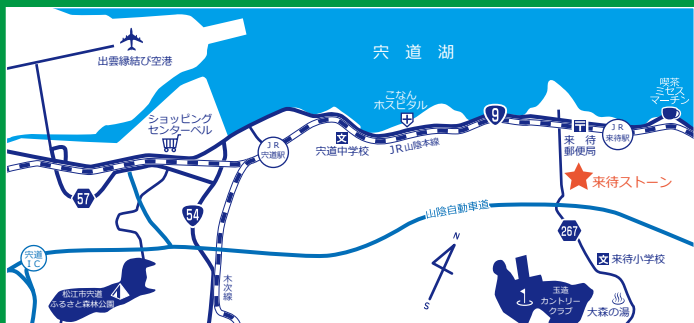 宍道湖
出雲縁結び空港
ショッピング
センターベル
こなん
ホスピタル
9
喫茶
ミセス
マーチン
JR
宍道駅
宍道中学校
JR山陰本線
来待
郵便局
JR
来待駅
来待ストーン
57
54
山陰自動車道
267
宍道
IC
N
S
木次線
松江市宍道
ふるさと森林公園
来待小学校
玉造
カントリー
クラブ
大森の湯
文
文